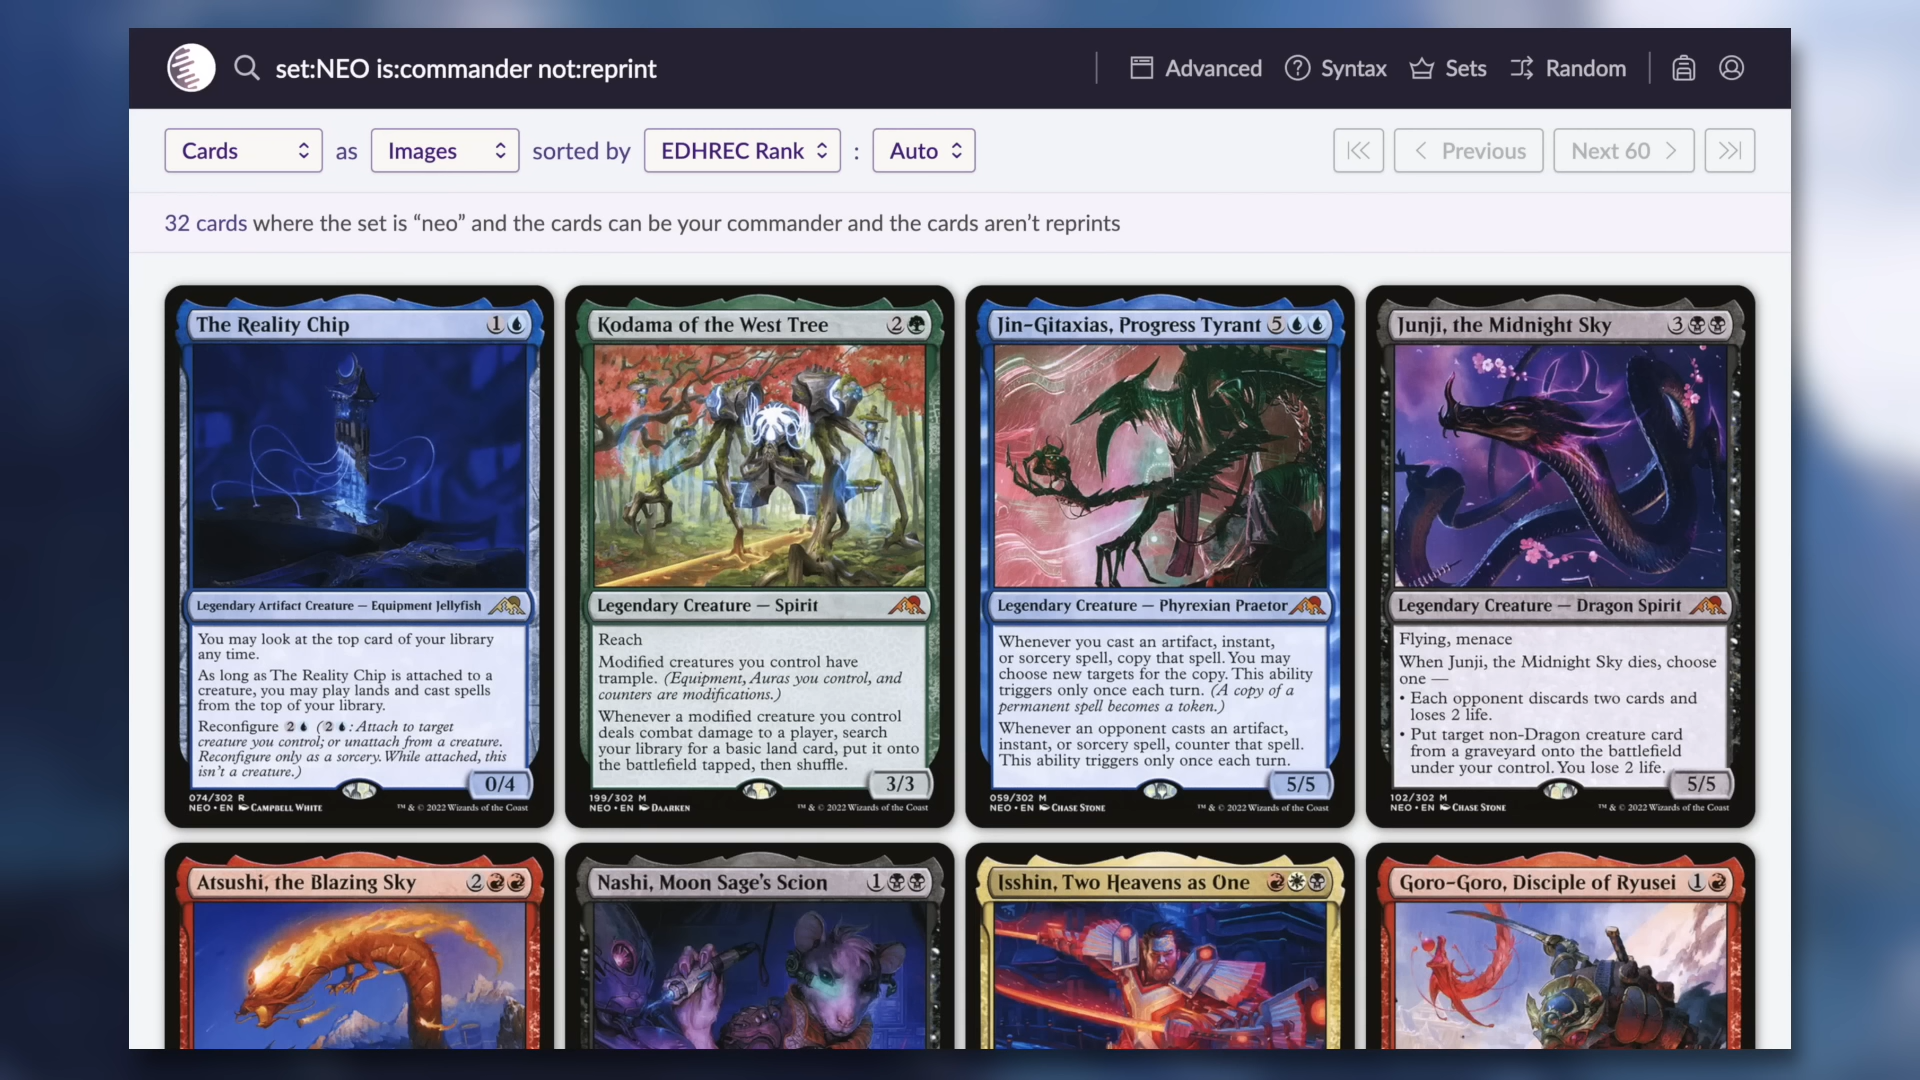 set:NEO is:commander not:reprint
Advanced
Syntax
Sets
Random
Cards as Images sorted by EDHREC Rank : Auto
Previous
Next 60
32 cards where the set is “neo” and the cards can be your commander and the cards aren’t reprints
The Reality Chip 1
Legendary Artifact Creature — Equipment Jellyfish
You may look at the top card of your library
any time.
As long as The Reality Chip is attached to a
creature, you may play lands and cast spells
from the top of your library.
Reconfigure 2 (2 : Attach to target
creature you control; or unattach from a creature.
Reconfigure only as a sorcery. While attached, this
isn’t a creature.)
0/4
074/302 R
NEO • EN Campbell White
™ & © 2022 Wizards of the Coast
Kodama of the West Tree 2
Legendary Creature — Spirit
Reach
Modified creatures you control have
trample. (Equipment, Auras you control, and
counters are modifications.)
Whenever a modified creature you control
deals combat damage to a player, search
your library for a basic land card, put it onto
the battlefield tapped, then shuffle.
3/3
199/302 M
NEO • EN Daarken
™ & © 2022 Wizards of the Coast
Jin-Gitaxias, Progress Tyrant 5
Legendary Creature — Phyrexian Praetor
Whenever you cast an artifact, instant,
or sorcery spell, copy that spell. You may
choose new targets for the copy. This ability
triggers only once each turn. (A copy of a
permanent spell becomes a token.)
Whenever an opponent casts an artifact,
instant, or sorcery spell, counter that spell.
This ability triggers only once each turn.
5/5
059/302 M
NEO • EN Chase Stone
™ & © 2022 Wizards of the Coast
Junji, the Midnight Sky 3
Legendary Creature — Dragon Spirit
Flying, menace
When Junji, the Midnight Sky dies, choose
one —
• Each opponent discards two cards and
loses 2 life.
• Put target non-Dragon creature card
from a graveyard onto the battlefield
under your control. You lose 2 life.
5/5
102/302 M
NEO • EN Chase Stone
™ & © 2022 Wizards of the Coast
Atsushi, the Blazing Sky 2
Nashi, Moon Sage’s Scion 1
Isshin, Two Heavens as One
Goro-Goro, Disciple of Ryusei 1